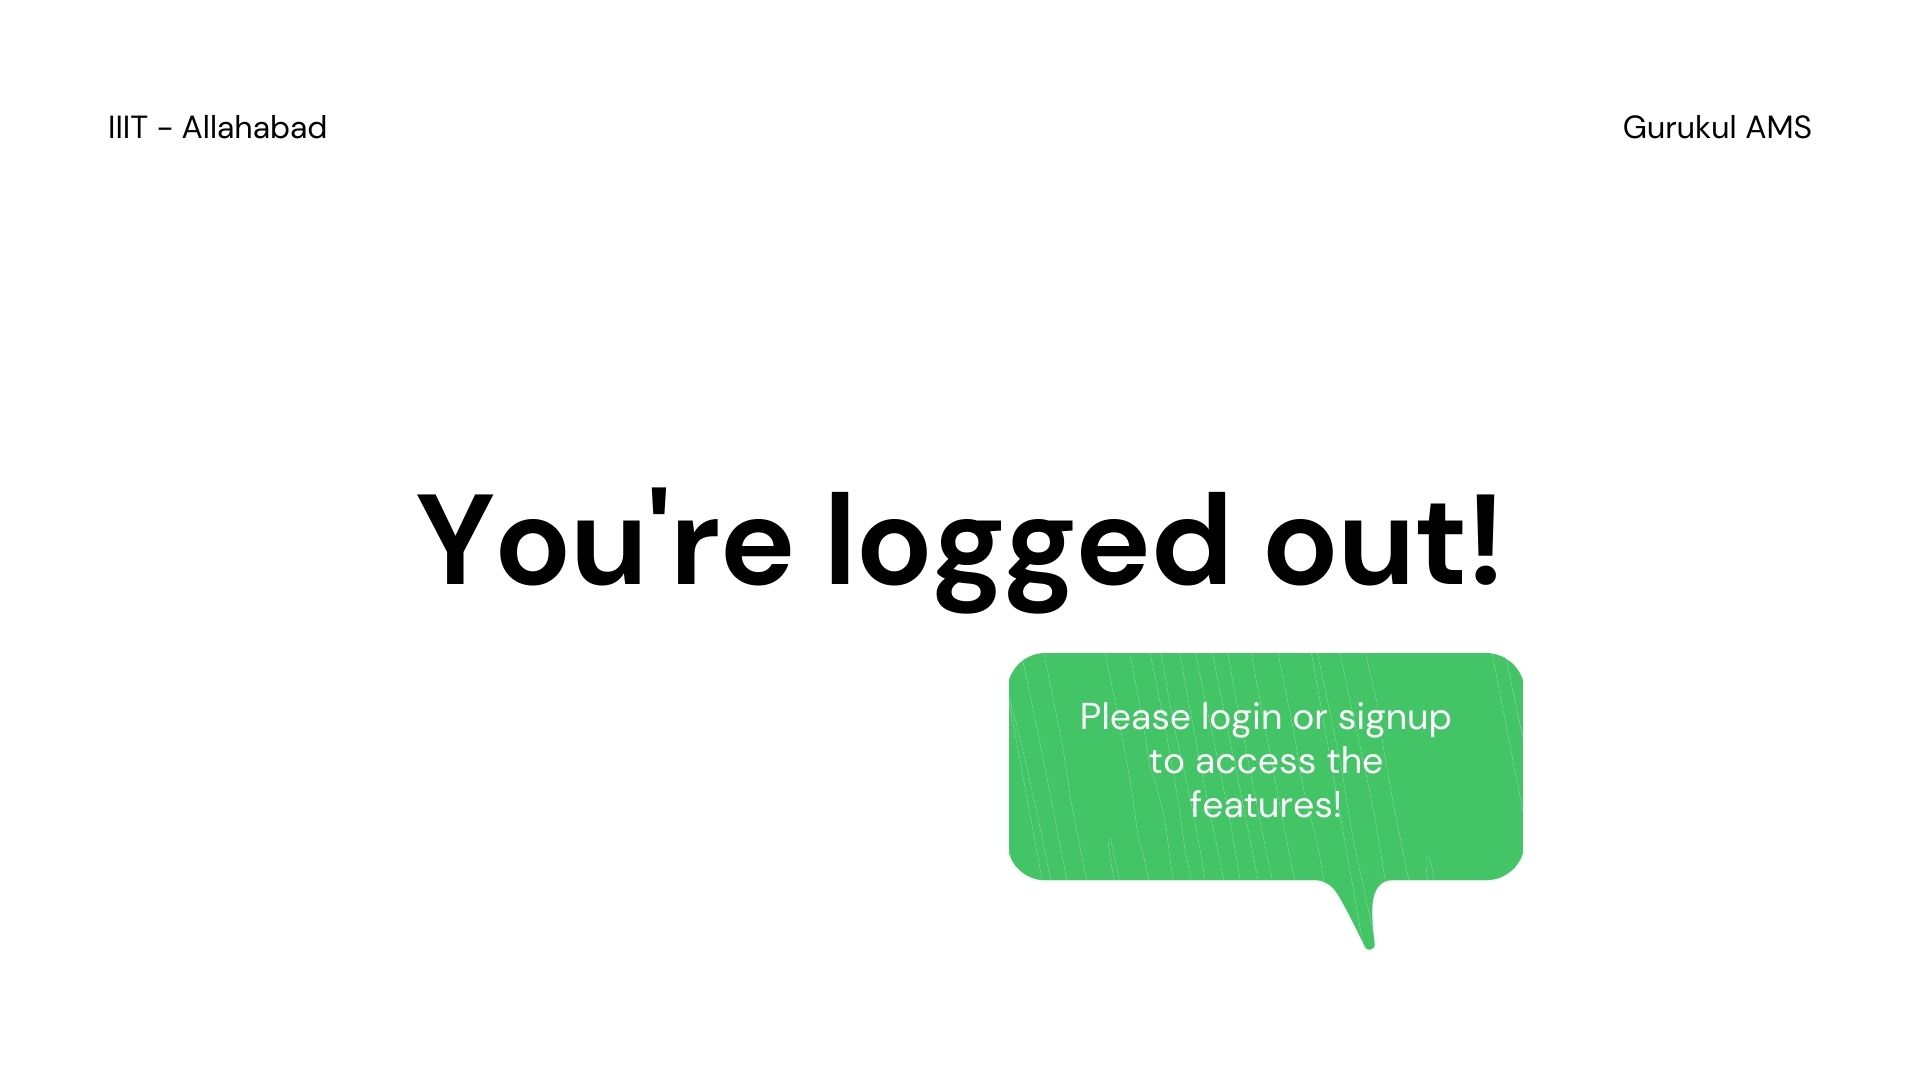 IIIT - Allahabad
Gurukul AMS
You're logged out!
Please login or signup
to access the
features!